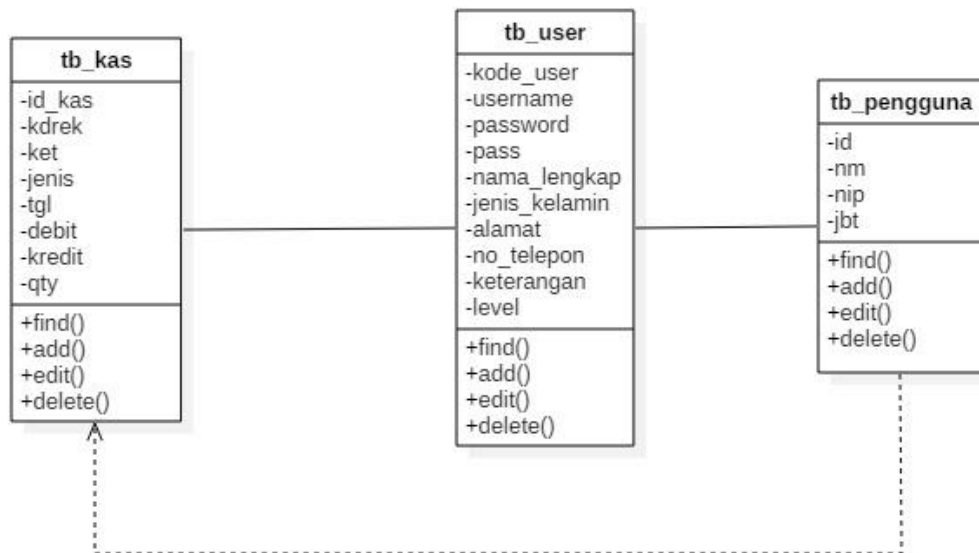 tb_kas
-id_kas
-kdrek
-ket
-jenis
-tgl
-debit
-kredit
-qty
+find()
+add()
+edit()
+delete()
tb_user
-kode_user
-username
-password
-pass
-nama_lengkap
-jenis_kelamin
-alamat
-no_telepon
-keterangan
-level
+find()
+add()
+edit()
+delete()
tb_pengguna
-id
-nm
-nip
-jbt
+find()
+add()
+edit()
+delete()